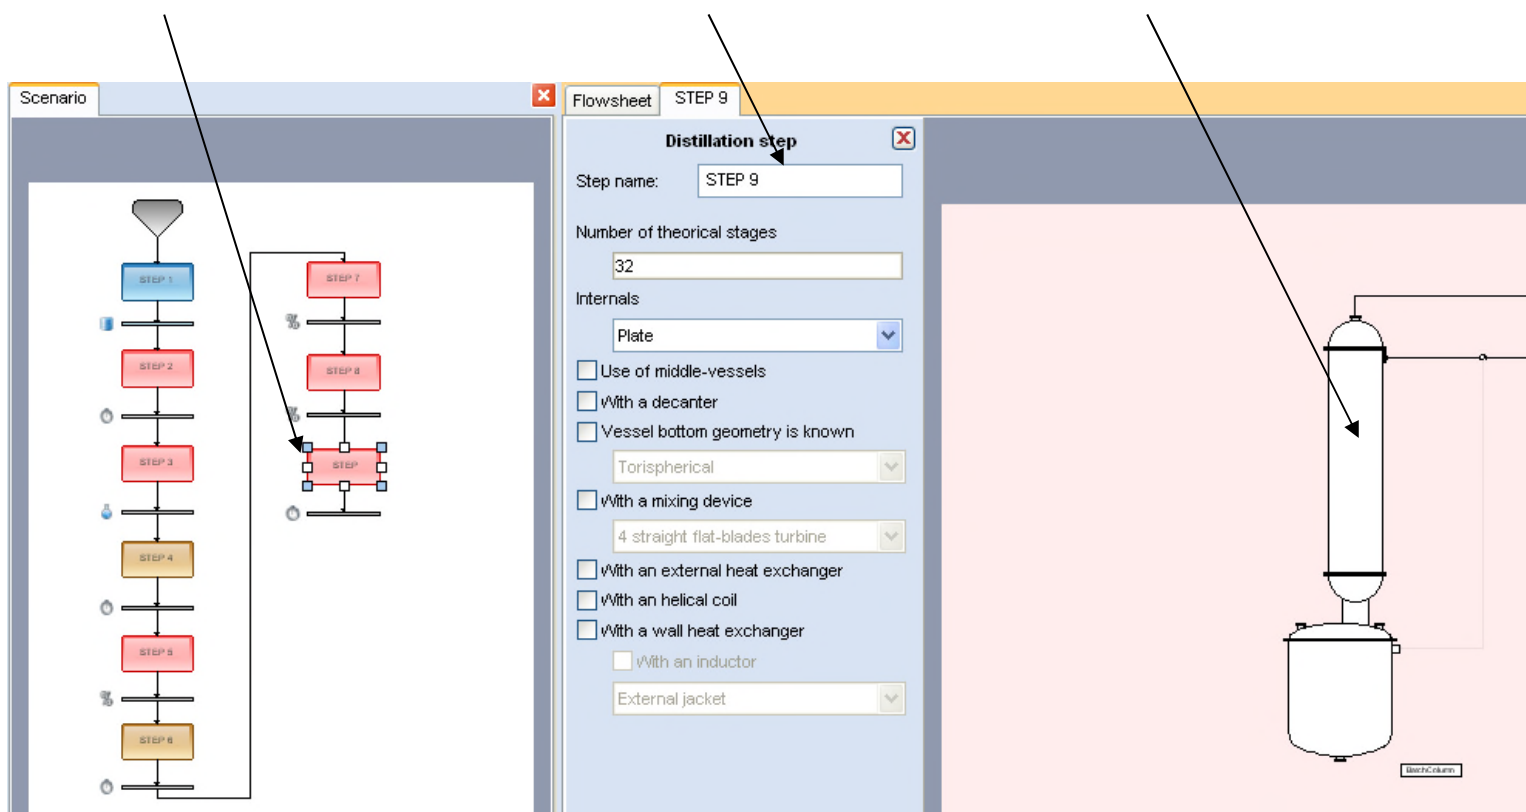 Scenario
STEP 1
STEP 2
STEP 3
STEP 4
STEP 5
STEP 6
STEP 7
%
STEP 8
%
STEP
%
Flowsheet
STEP 9
Distillation step
Step name:
STEP 9
Number of theorical stages
32
Internals
Plate
Use of middle-vessels
With a decanter
Vessel bottom geometry is known
Torispherical
With a mixing device
4 straight flat-blades turbine
With an external heat exchanger
With an helical coil
With a wall heat exchanger
With an inductor
External jacket
BatchColumn